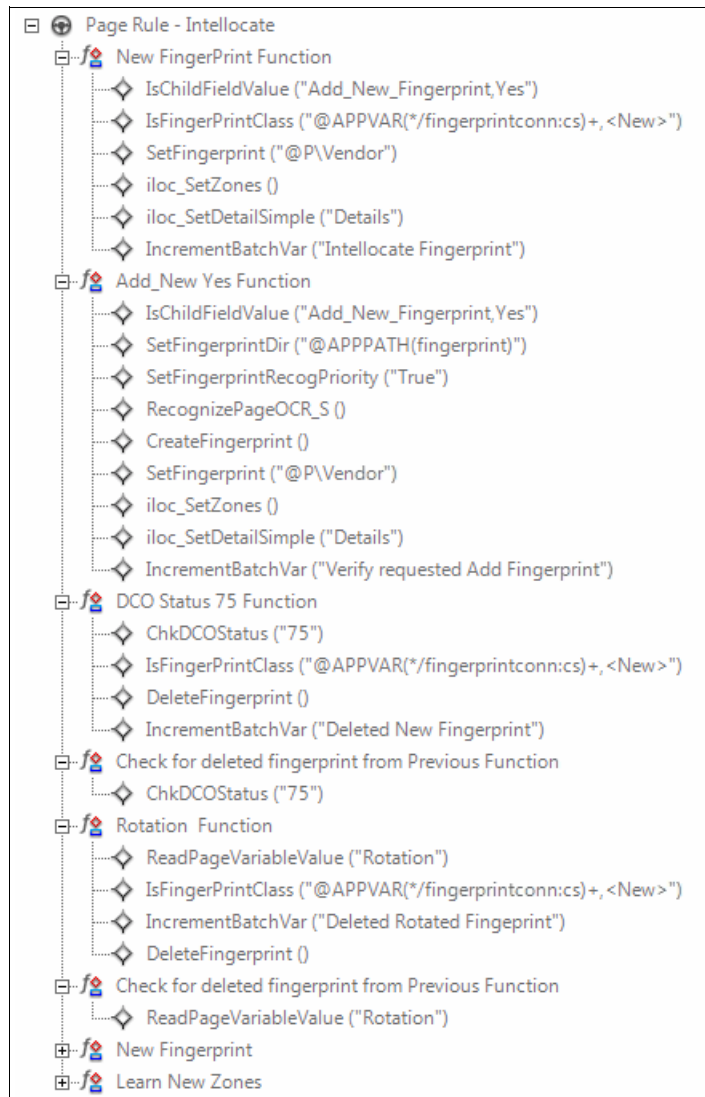 Page Rule - Intellocate
New FingerPrint Function
IsChildFieldValue ("Add_New_Fingerprint,Yes")
IsFingerPrintClass ("@APPVAR(*/fingerprintconn:cs)+,<New>")
SetFingerprint ("@P\Vendor")
iloc_SetZones ()
iloc_SetDetailSimple ("Details")
IncrementBatchVar ("Intellocate Fingerprint")
Add_New Yes Function
IsChildFieldValue ("Add_New_Fingerprint,Yes")
SetFingerprintDir ("@APPPATH(fingerprint)")
SetFingerprintRecogPriority ("True")
RecognizePageOCR_S ()
CreateFingerprint ()
SetFingerprint ("@P\Vendor")
iloc_SetZones ()
iloc_SetDetailSimple ("Details")
IncrementBatchVar ("Verify requested Add Fingerprint")
DCO Status 75 Function
ChkDCOStatus ("75")
IsFingerPrintClass ("@APPVAR(*/fingerprintconn:cs)+,<New>")
DeleteFingerprint ()
IncrementBatchVar ("Deleted New Fingerprint")
Check for deleted fingerprint from Previous Function
ChkDCOStatus ("75")
Rotation  Function
ReadPageVariableValue ("Rotation")
IsFingerPrintClass ("@APPVAR(*/fingerprintconn:cs)+,<New>")
IncrementBatchVar ("Deleted Rotated Fingeprint")
DeleteFingerprint ()
Check for deleted fingerprint from Previous Function
ReadPageVariableValue ("Rotation")
New Fingerprint
Learn New Zones